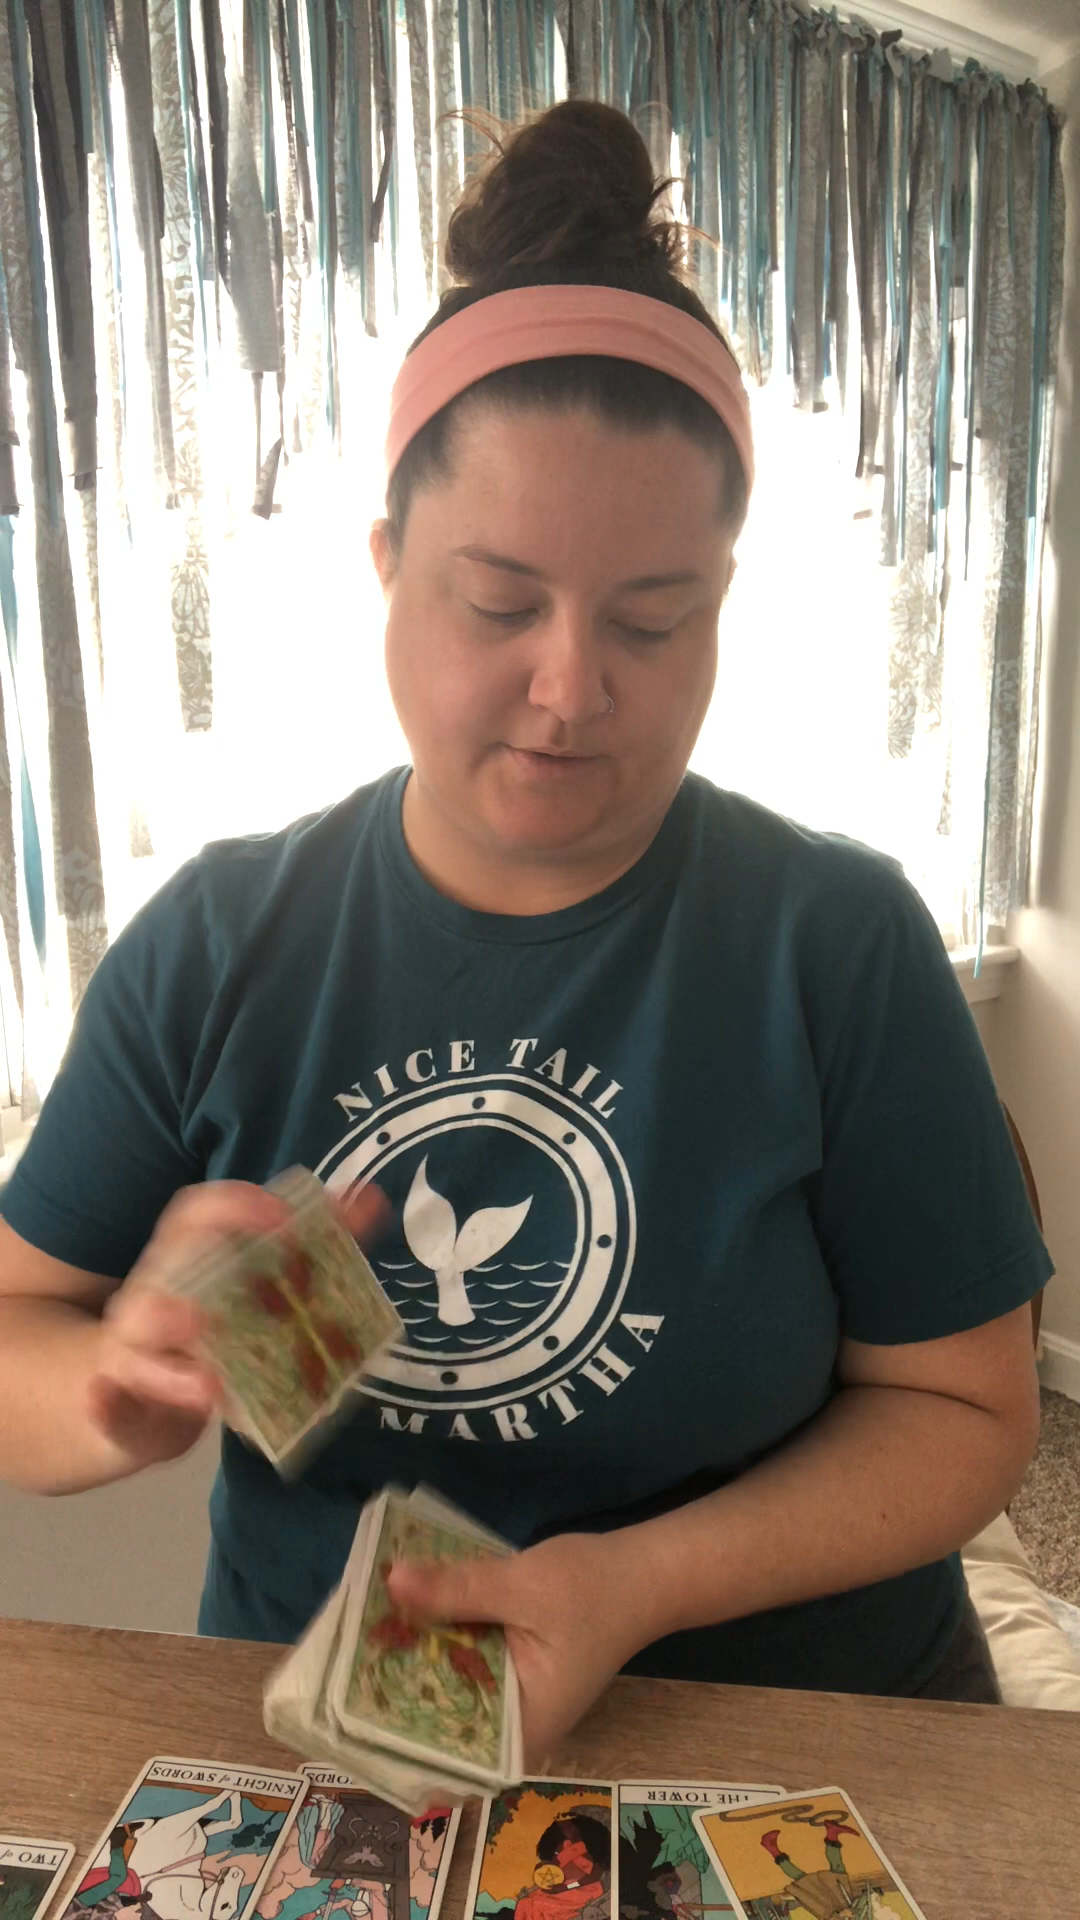 NICE TAIL
MARTHA
KNIGHT of SWORDS
THE TOWER
TWO of